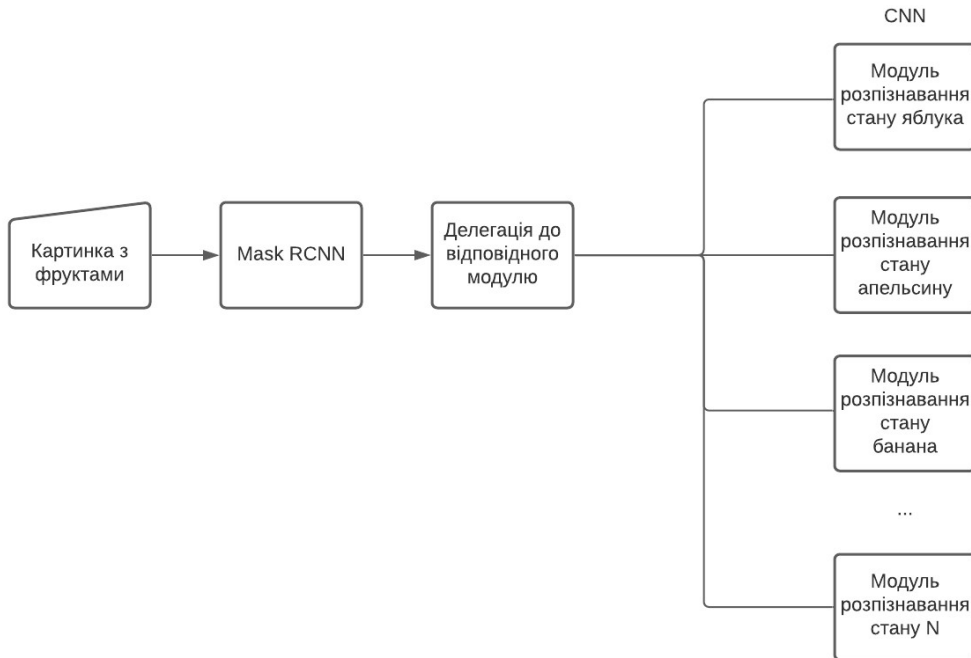 CNN
Модуль
розпізнавання
стану яблука
Картинка з
фруктами
Mask RCNN
Делегація до
відповідного
модулю
Модуль
розпізнавання
стану
апельсину
Модуль
розпізнавання
стану
банана
...
Модуль
розпізнавання
стану N